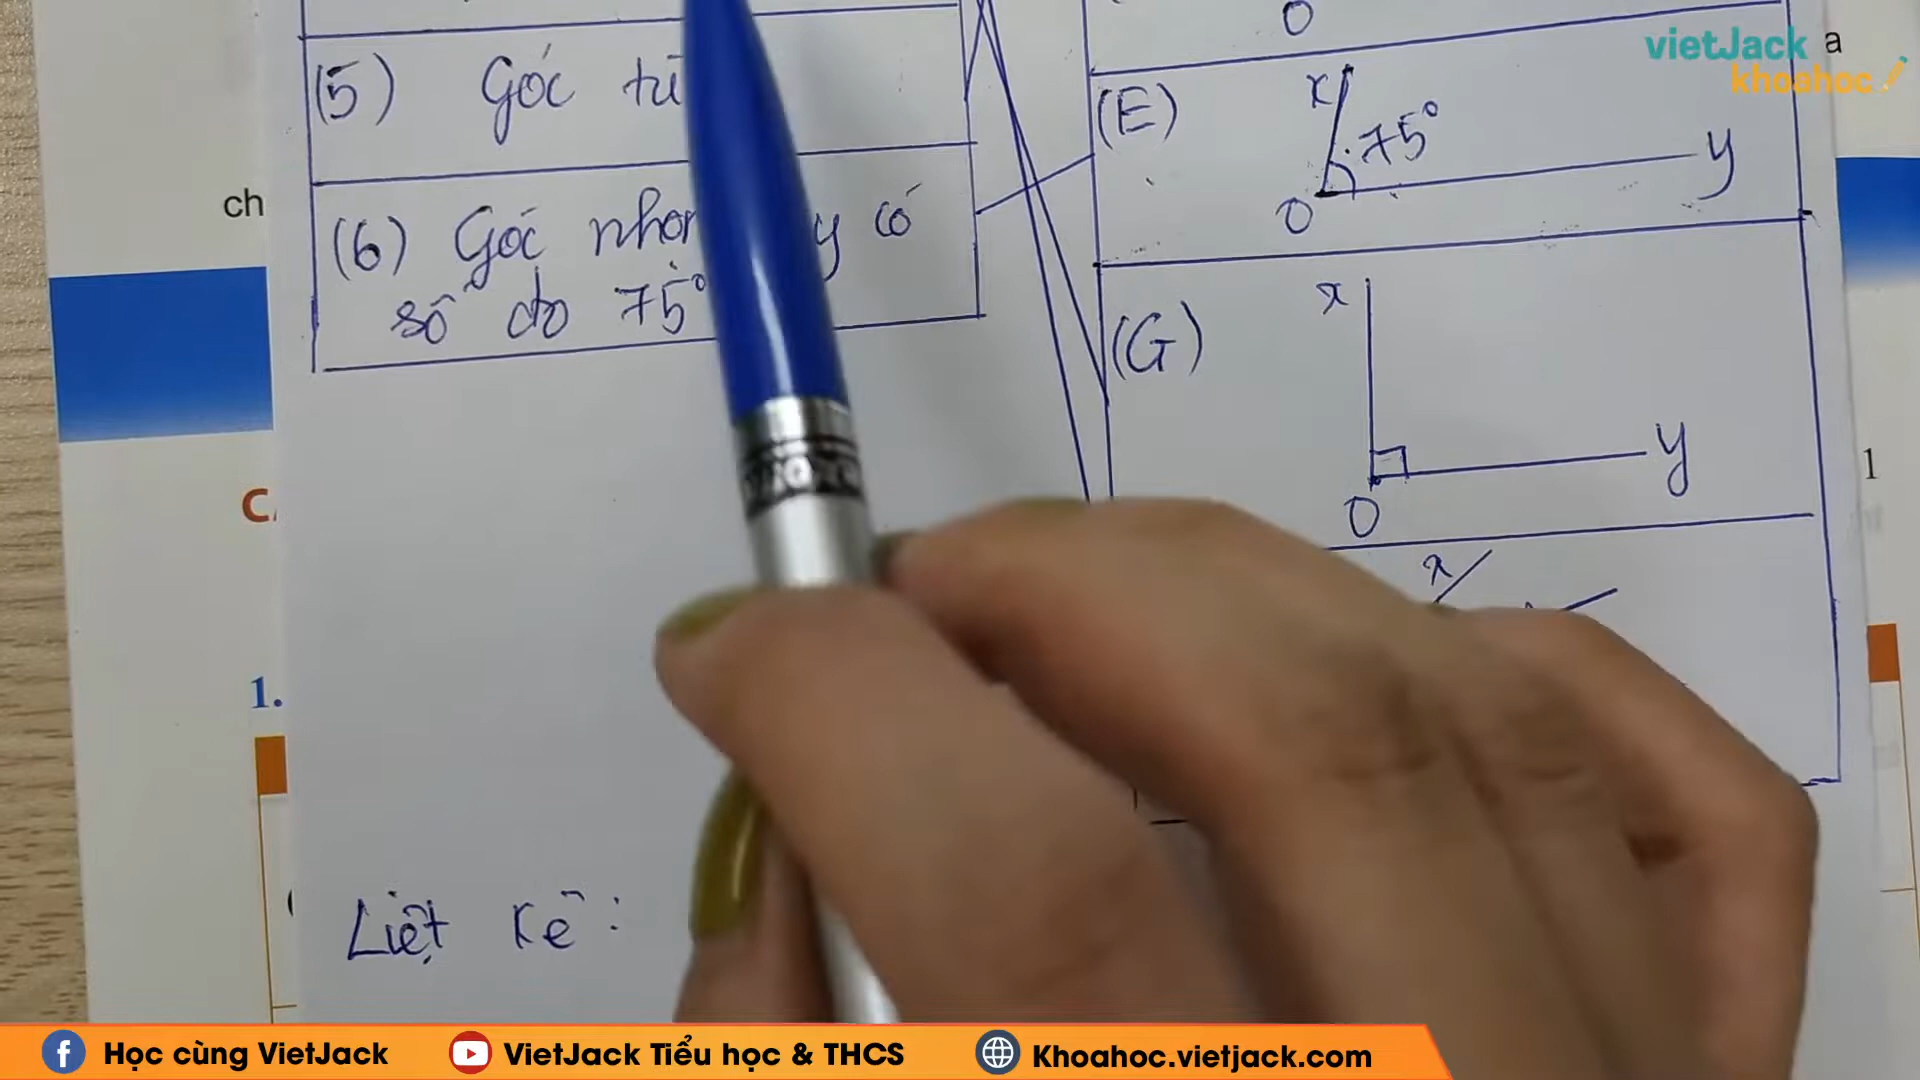 O
vietJack
khoahoc
a
(5) Góc tù
(E) x 75° y
O
ch
(6) Góc y có
số đo 75°
x
(G)
y
O
1
C
x
1.
Liệt kê:
Học cùng VietJack
VietJack Tiểu học & THCS
Khoahoc.vietjack.com